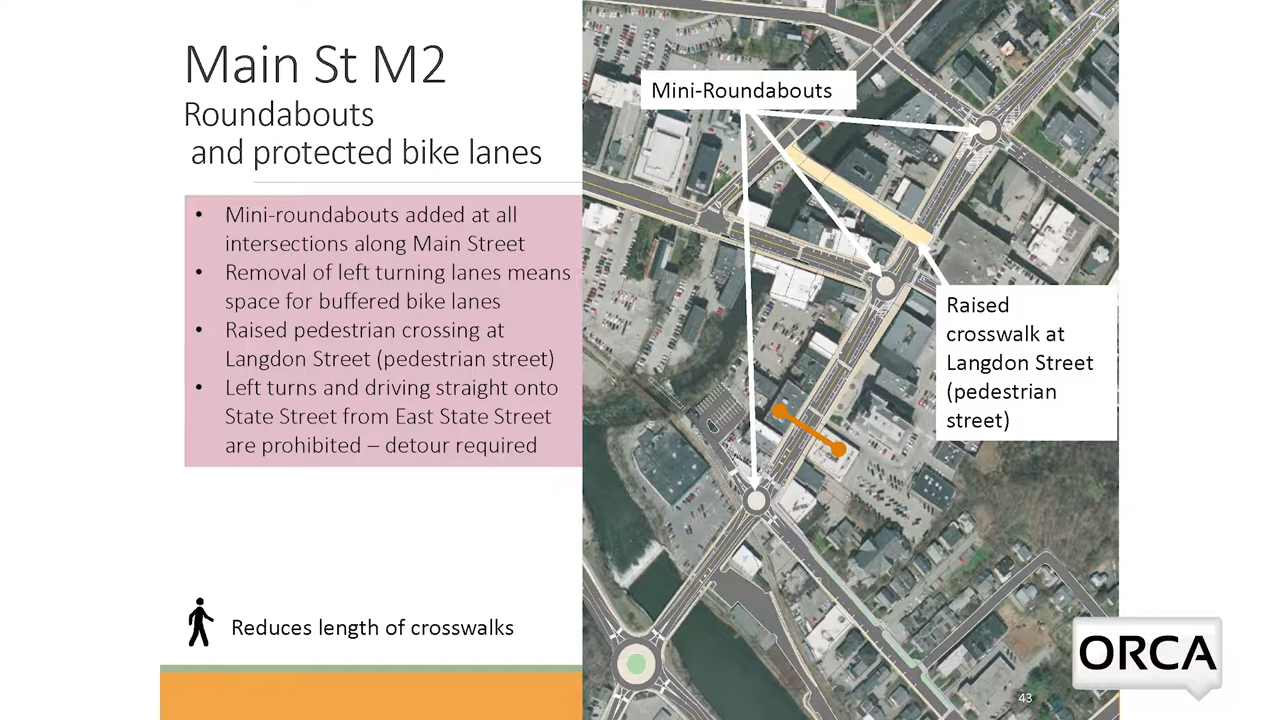 Main St M2
Roundabouts
and protected bike lanes
• Mini-roundabouts added at all
intersections along Main Street
• Removal of left turning lanes means
space for buffered bike lanes
• Raised pedestrian crossing at
Langdon Street (pedestrian street)
• Left turns and driving straight onto
State Street from East State Street
are prohibited – detour required
Reduces length of crosswalks
Mini-Roundabouts
Raised
crosswalk at
Langdon Street
(pedestrian
street)
ORCA
43